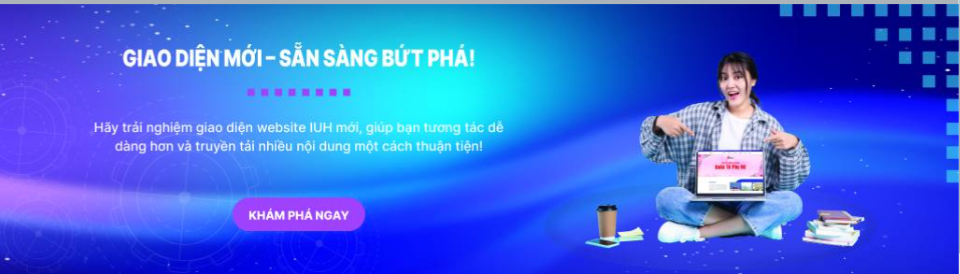 GIAO DIỆN MỚI – SẴN SÀNG BỨT PHÁ!
Hãy trải nghiệm giao diện website IUH mới, giúp bạn tương tác dễ
dàng hơn và truyền tải nhiều nội dung một cách thuận tiện!
KHÁM PHÁ NGAY